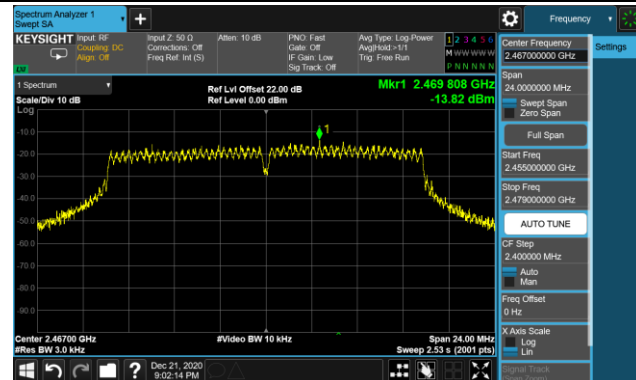 Spectrum Analyzer 1
Swept SA
Frequency
KEYSIGHT
Input: RF
Coupling: DC
Align: Off
Input Z: 50 Ω
Corrections: Off
Freq Ref: Int (S)
Atten: 10 dB
PNO: Fast
Gate: Off
IF Gain: Low
Sig Track: Off
Avg Type: Log-Power
Avg|Hold:>1/1
Trig: Free Run
1 2 3 4 5 6
M W W W W W
P N N N N N
Settings
Center Frequency
2.467000000 GHz
Span
24.0000000 MHz
Swept Span
Zero Span
Full Span
Start Freq
2.455000000 GHz
Stop Freq
2.479000000 GHz
AUTO TUNE
CF Step
2.400000 MHz
Auto
Man
Freq Offset
0 Hz
X Axis Scale
Log
Lin
Signal Track
1 Spectrum
Scale/Div 10 dB
Log
Ref Lvl Offset 22.00 dB
Ref Level 0.00 dBm
Mkr1 2.469 808 GHz
-13.82 dBm
1
-10.0
-20.0
-30.0
-40.0
-50.0
-60.0
-70.0
-80.0
-90.0
Center 2.46700 GHz
#Res BW 3.0 kHz
#Video BW 10 kHz
Span 24.00 MHz
Sweep 2.53 s (2001 pts)
?
Dec 21, 2020
9:02:14 PM